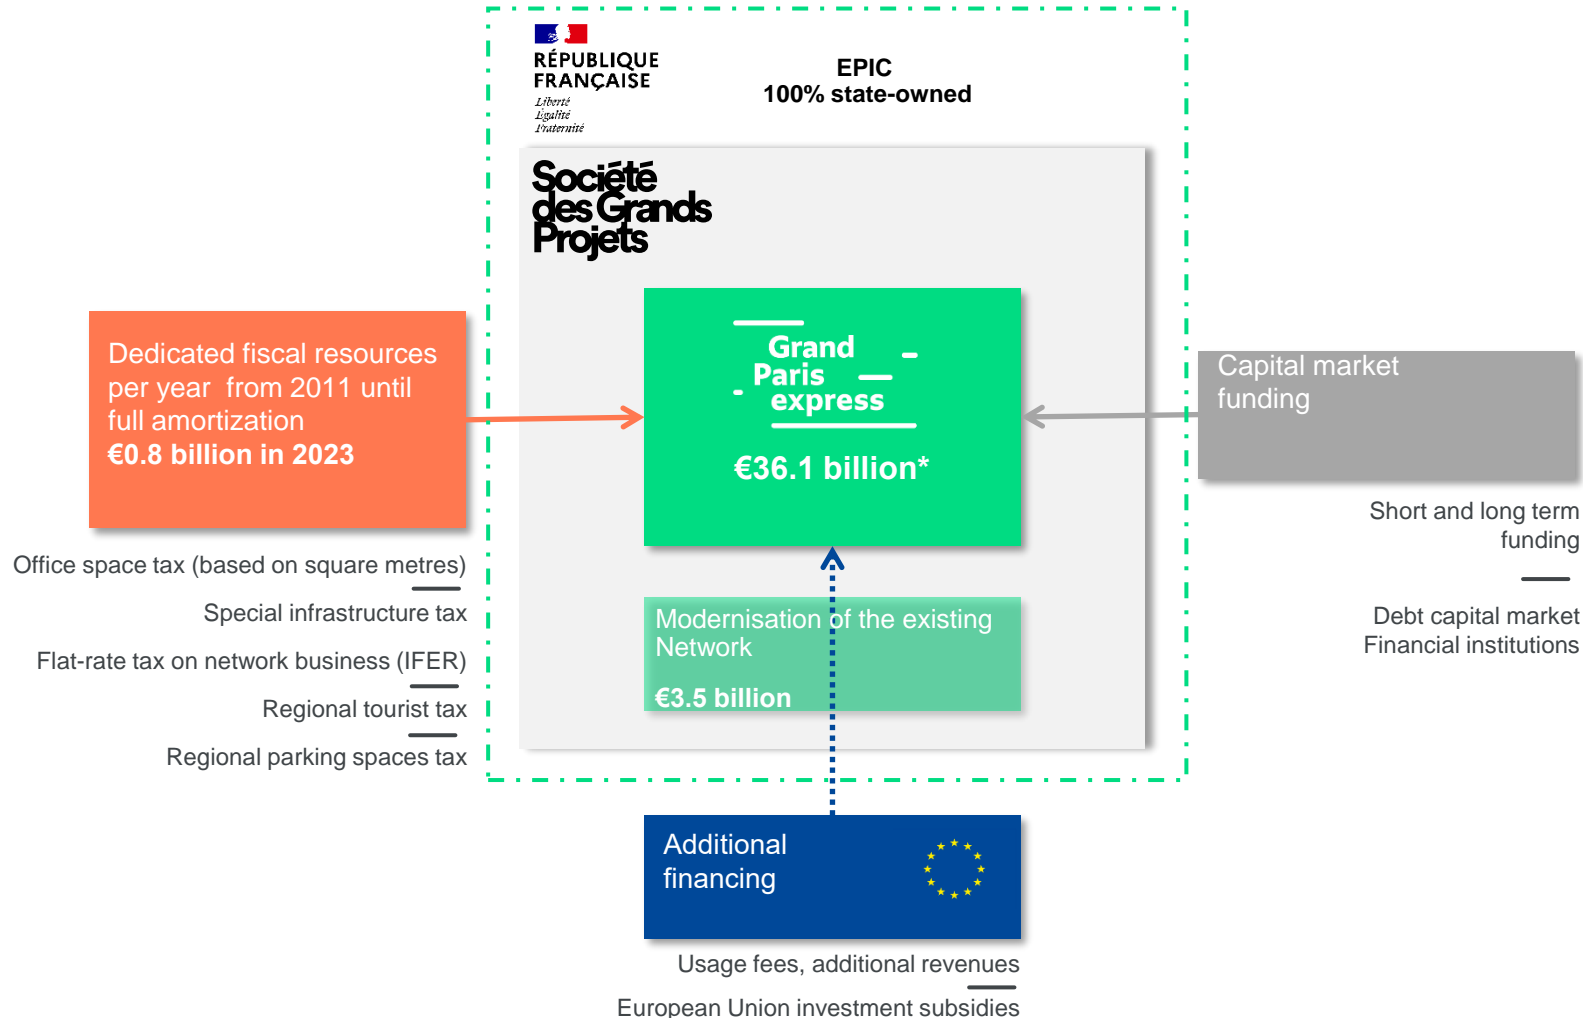 RÉPUBLIQUE
FRANÇAISE
Liberté
Égalité
Fraternité
EPIC
100% state-owned
Société
des Grands
Projets
Dedicated fiscal resources
per year from 2011 until
full amortization
€0.8 billion in 2023
Office space tax (based on square metres)
Special infrastructure tax
Flat-rate tax on network business (IFER)
Regional tourist tax
Regional parking spaces tax
Grand
Paris
express
€36.1 billion*
Modernisation of the existing
Network
€3.5 billion
Capital market
funding
Short and long term
funding
Debt capital market
Financial institutions
Additional
financing
Usage fees, additional revenues
European Union investment subsidies